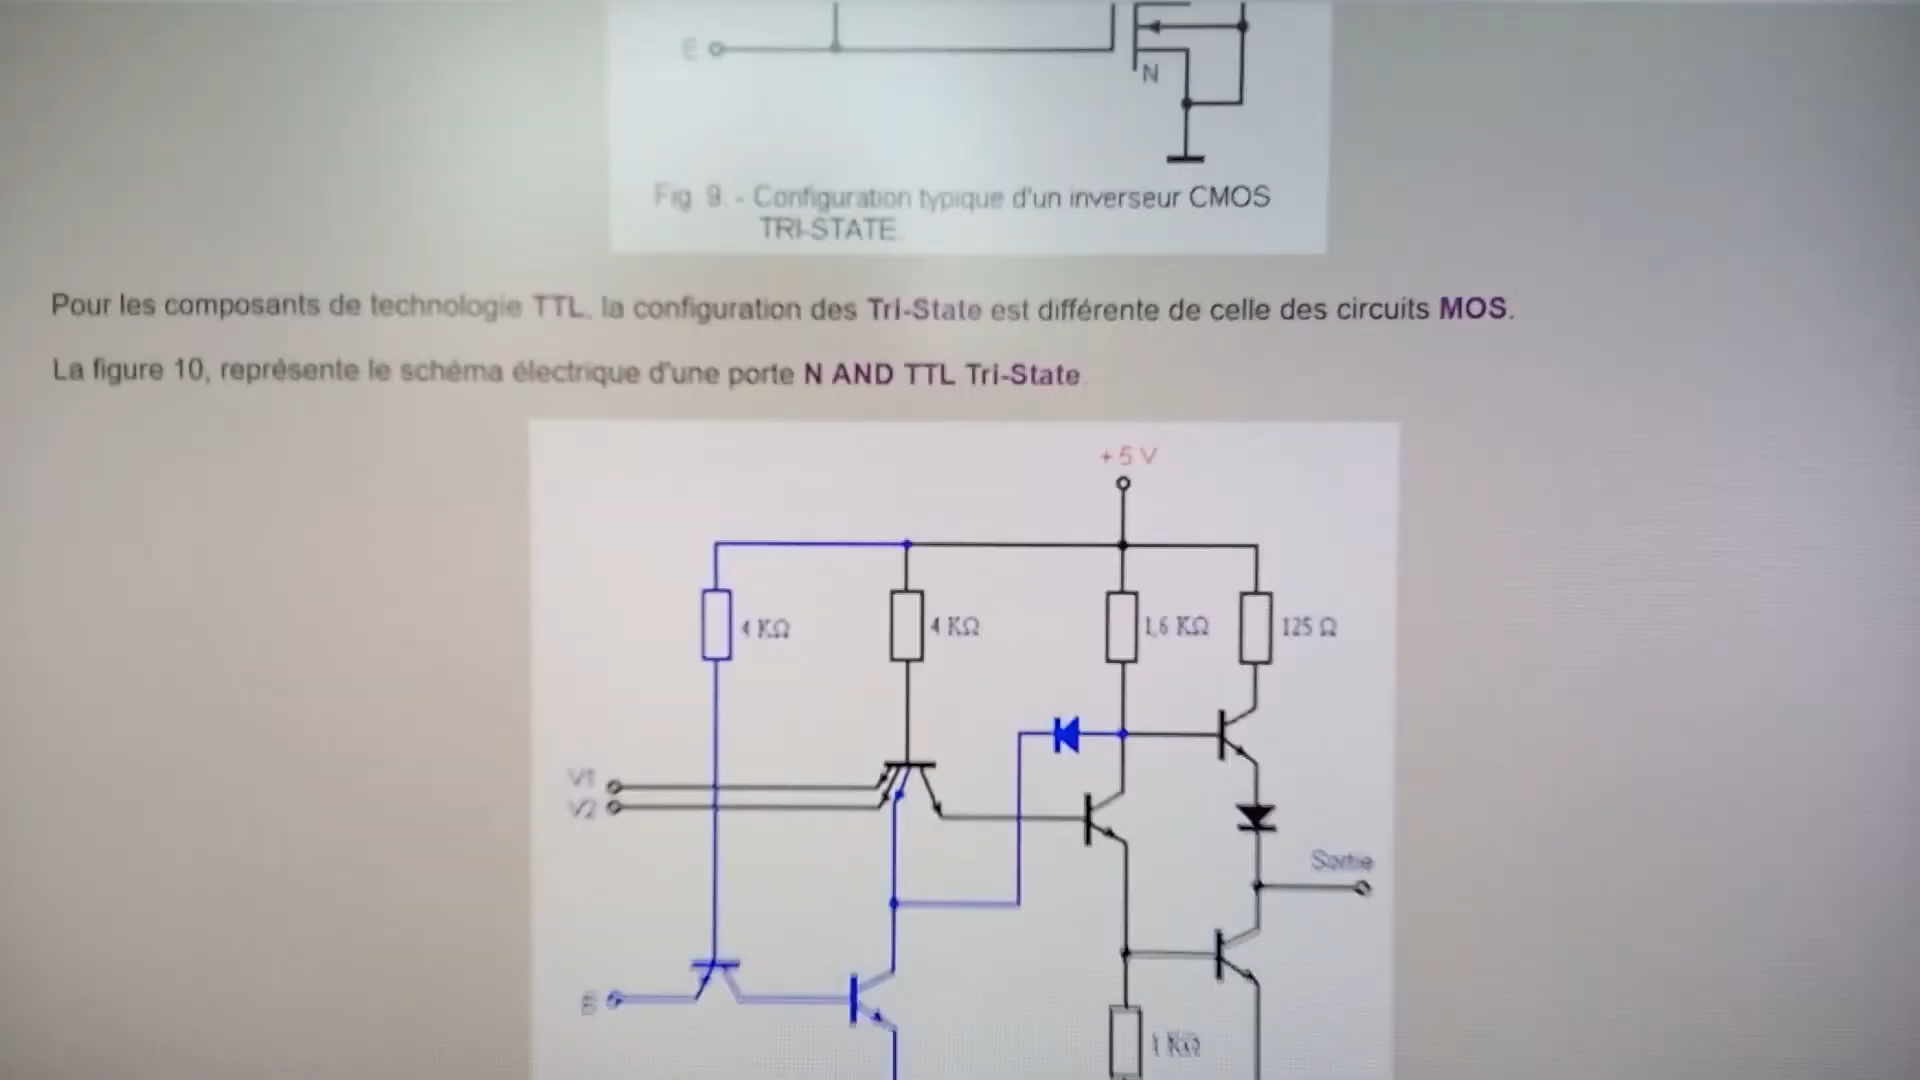 E
N
Fig 9 - Configuration typique d'un inverseur CMOS
TRI-STATE.
Pour les composants de technologie TTL, la configuration des Tri-State est différente de celle des circuits MOS.
La figure 10, représente le schéma électrique d'une porte N AND TTL Tri-State.
+5 V
4 KΩ
4 KΩ
1,6 KΩ
125 Ω
V1
V2
Sortie
1 KΩ